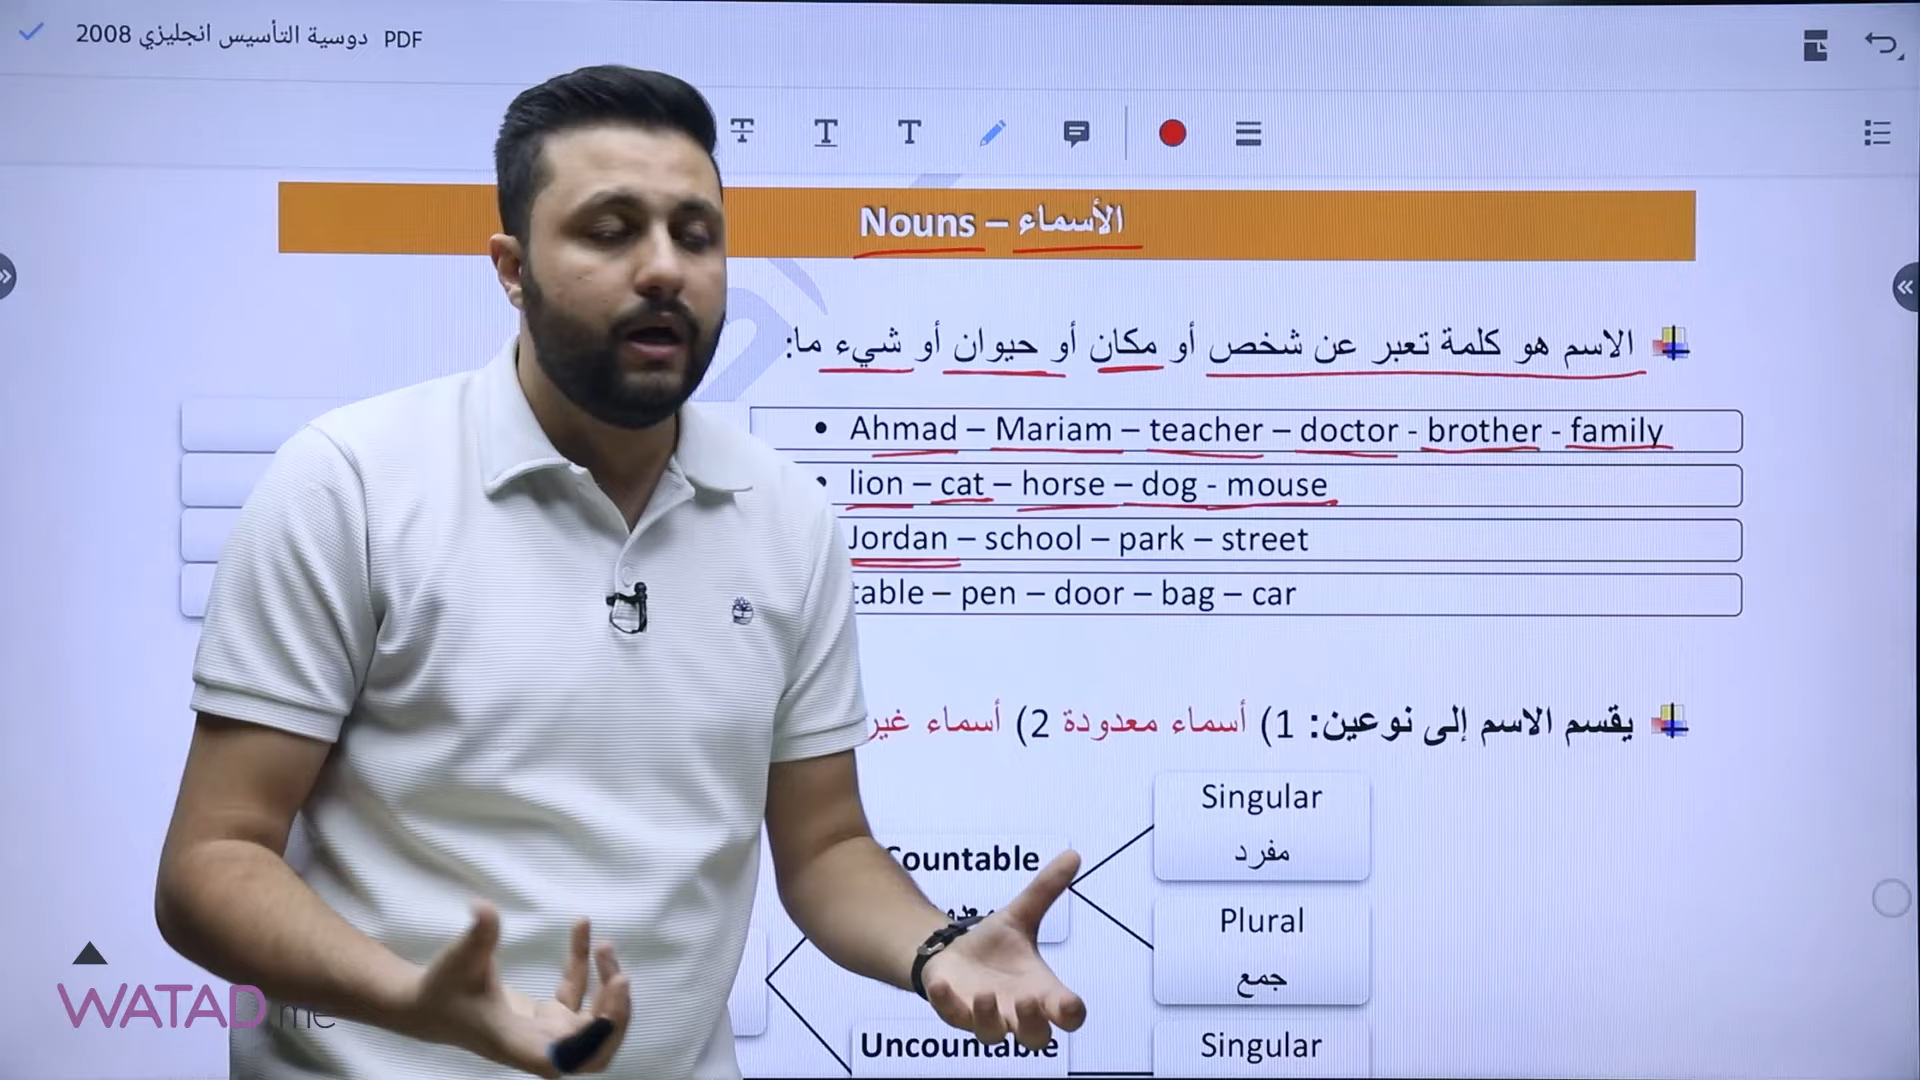 دوسية التأسيس انجليزي 2008 PDF
Nouns – الأسماء
الاسم هو كلمة تعبر عن شخص أو مكان أو حيوان أو شيء ما:
• Ahmad – Mariam – teacher – doctor - brother - family
• lion – cat – horse – dog - mouse
Jordan – school – park – street
table – pen – door – bag – car
يقسم الاسم إلى نوعين: 1) أسماء معدودة 2) أسماء غير
Singular
مفرد
Countable
Plural
جمع
Uncountable
Singular
WATAD.me